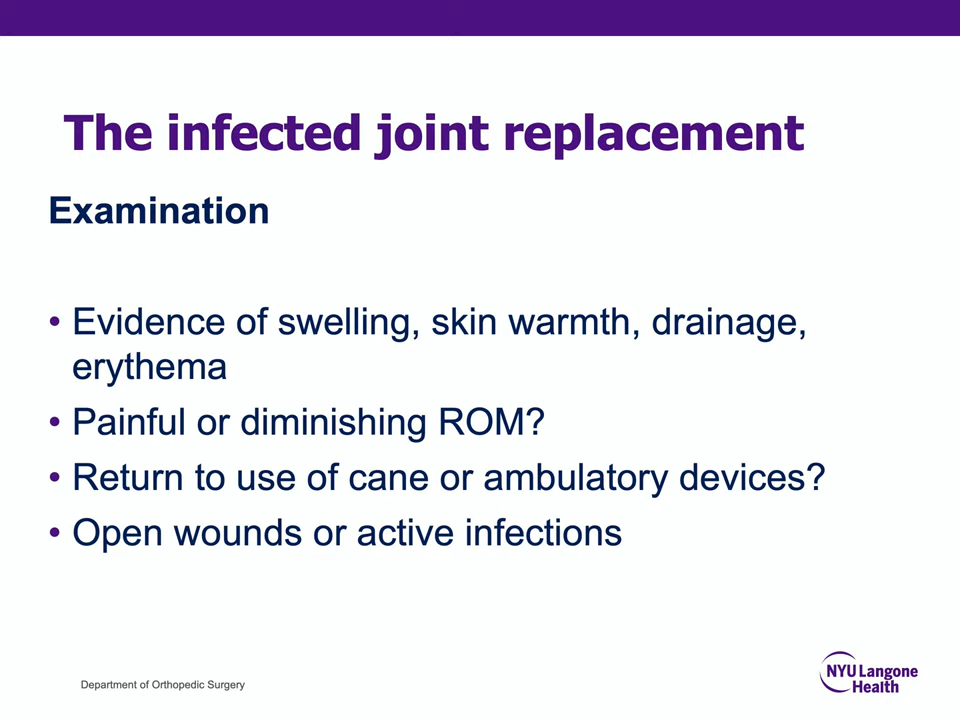 The infected joint replacement
Examination
• Evidence of swelling, skin warmth, drainage,
erythema
• Painful or diminishing ROM?
• Return to use of cane or ambulatory devices?
• Open wounds or active infections
Department of Orthopedic Surgery
NYU Langone
Health